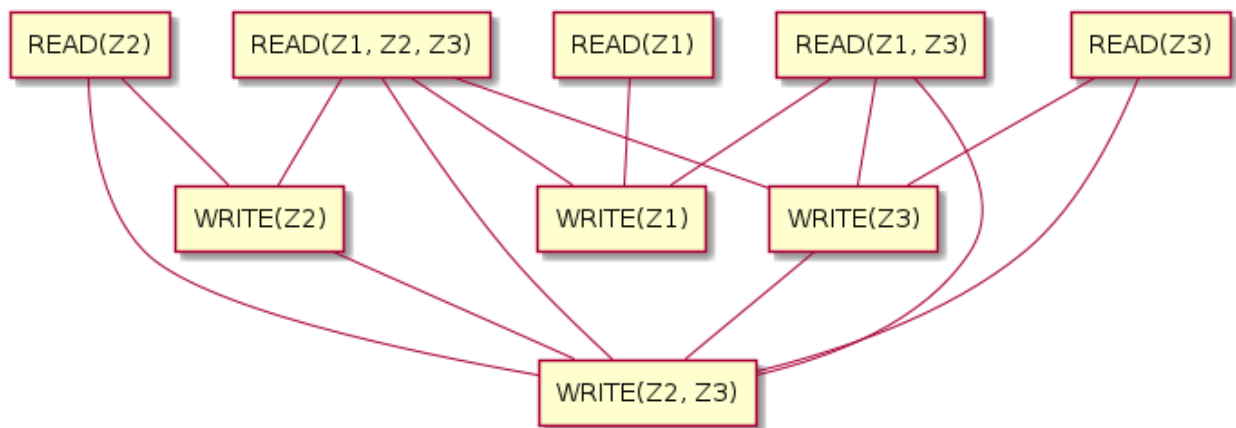 READ(Z2)
READ(Z1, Z2, Z3)
READ(Z1)
READ(Z1, Z3)
READ(Z3)
WRITE(Z2)
WRITE(Z1)
WRITE(Z3)
WRITE(Z2, Z3)